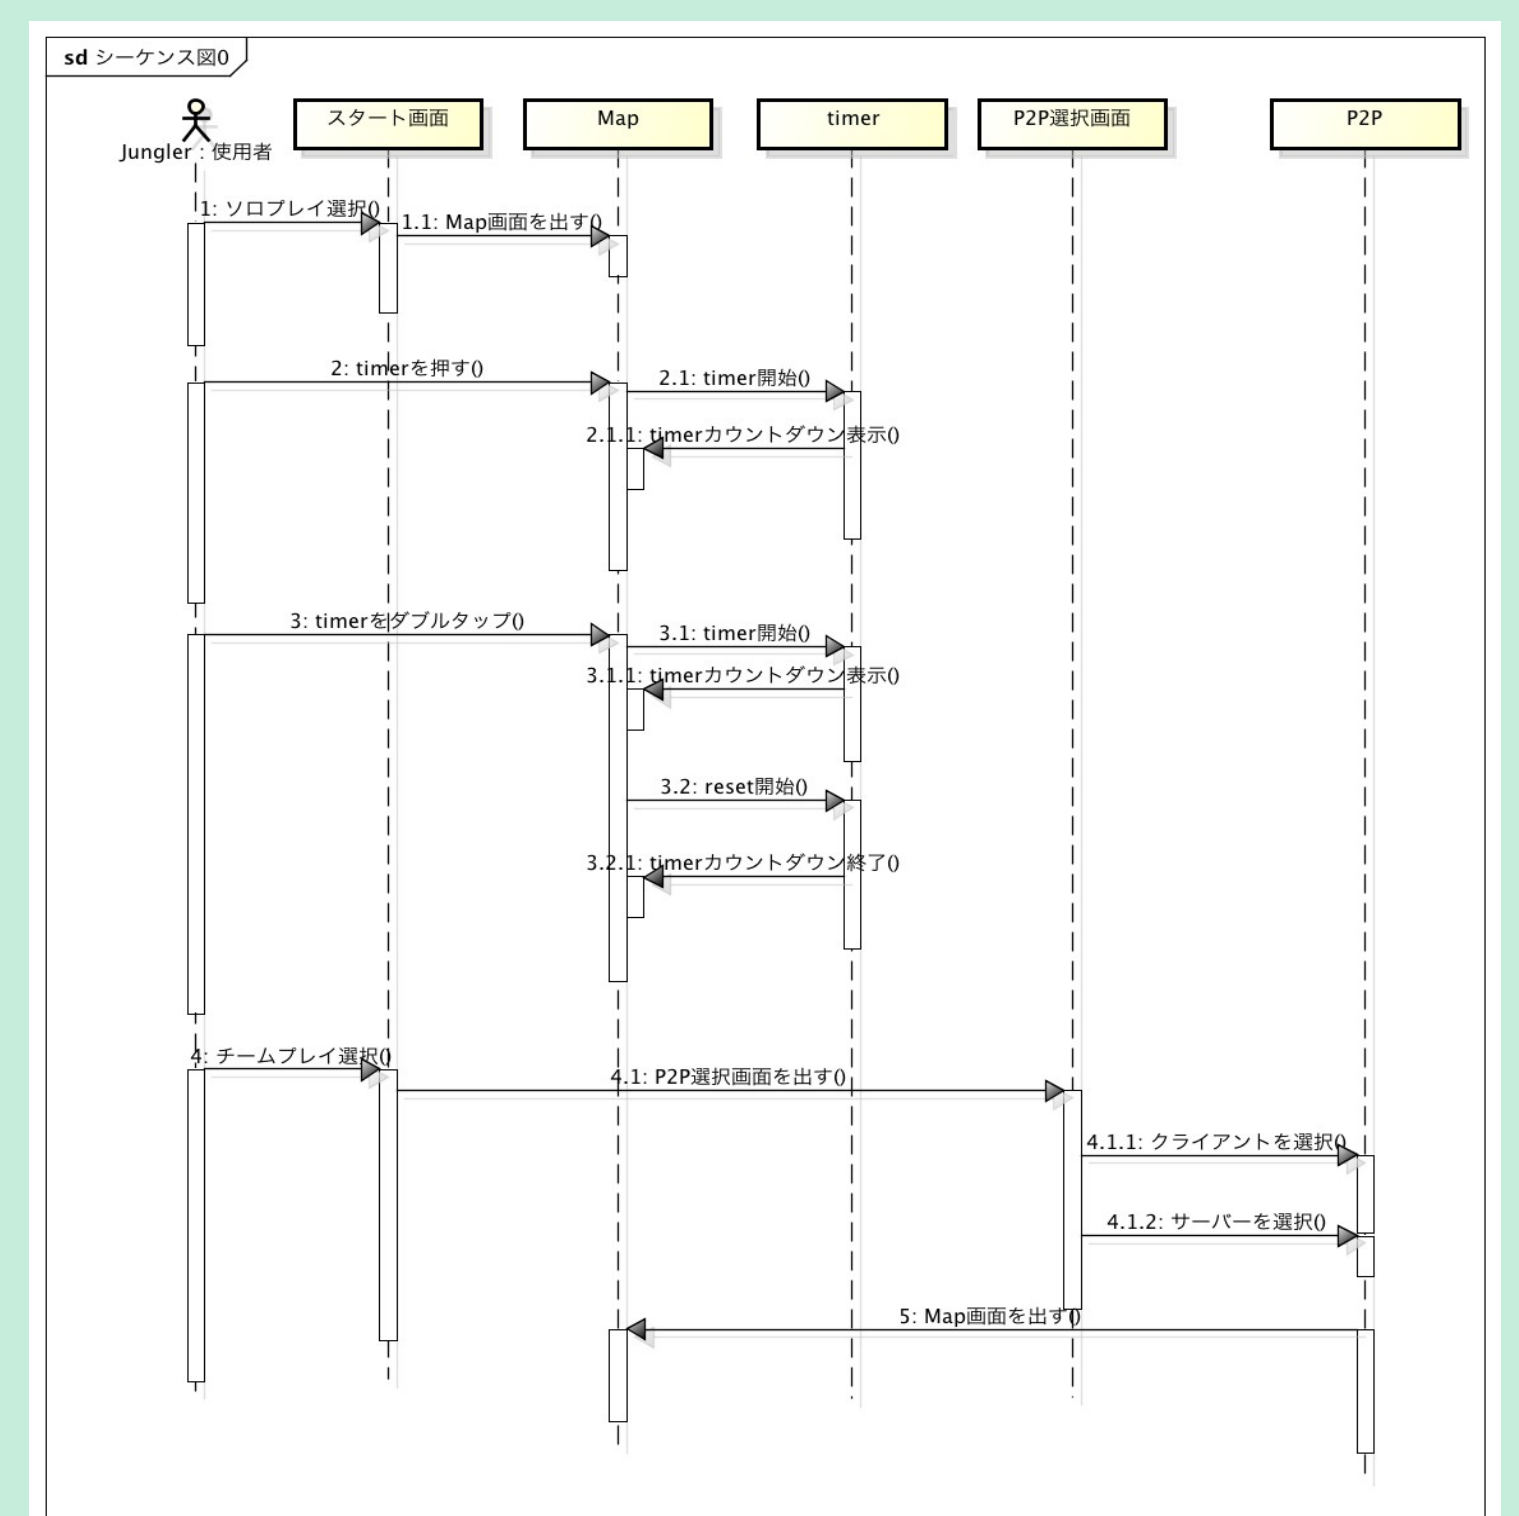 sd シーケンス図0
Jungler : 使用者
スタート画面
Map
timer
P2P選択画面
P2P
1: ソロプレイ選択()
1.1: Map画面を出す()
2: timerを押す()
2.1: timer開始()
2.1.1: timerカウントダウン表示()
3: timerをダブルタップ()
3.1: timer開始()
3.1.1: timerカウントダウン表示()
3.2: reset開始()
3.2.1: timerカウントダウン終了()
4: チームプレイ選択()
4.1: P2P選択画面を出す()
4.1.1: クライアントを選択()
4.1.2: サーバーを選択()
5: Map画面を出す()